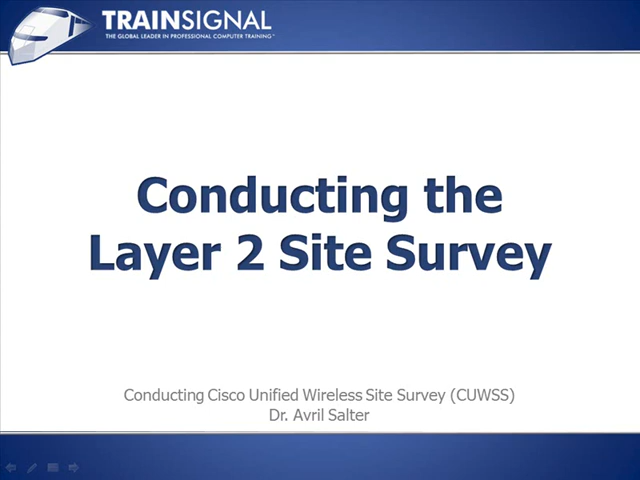 TRAINSIGNAL
THE GLOBAL LEADER IN PROFESSIONAL COMPUTER TRAINING
Conducting the
Layer 2 Site Survey
Conducting Cisco Unified Wireless Site Survey (CUWSS)
Dr. Avril Salter